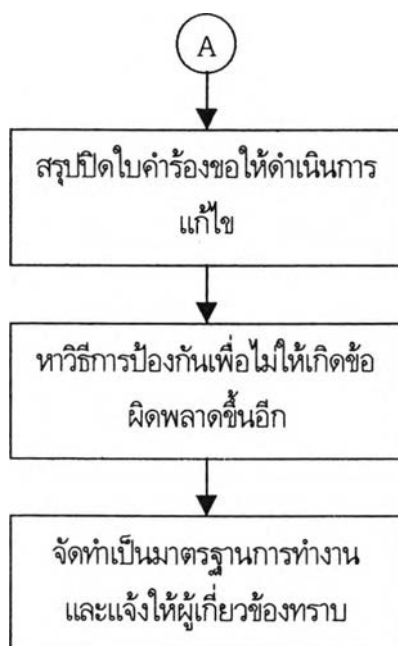 A
สรุปปิดใบคำร้องขอให้ดำเนินการ
แก้ไข
หาวิธีการป้องกันเพื่อไม่ให้เกิดข้อ
ผิดพลาดขึ้นอีก
จัดทำเป็นมาตรฐานการทำงาน
และแจ้งให้ผู้เกี่ยวข้องทราบ